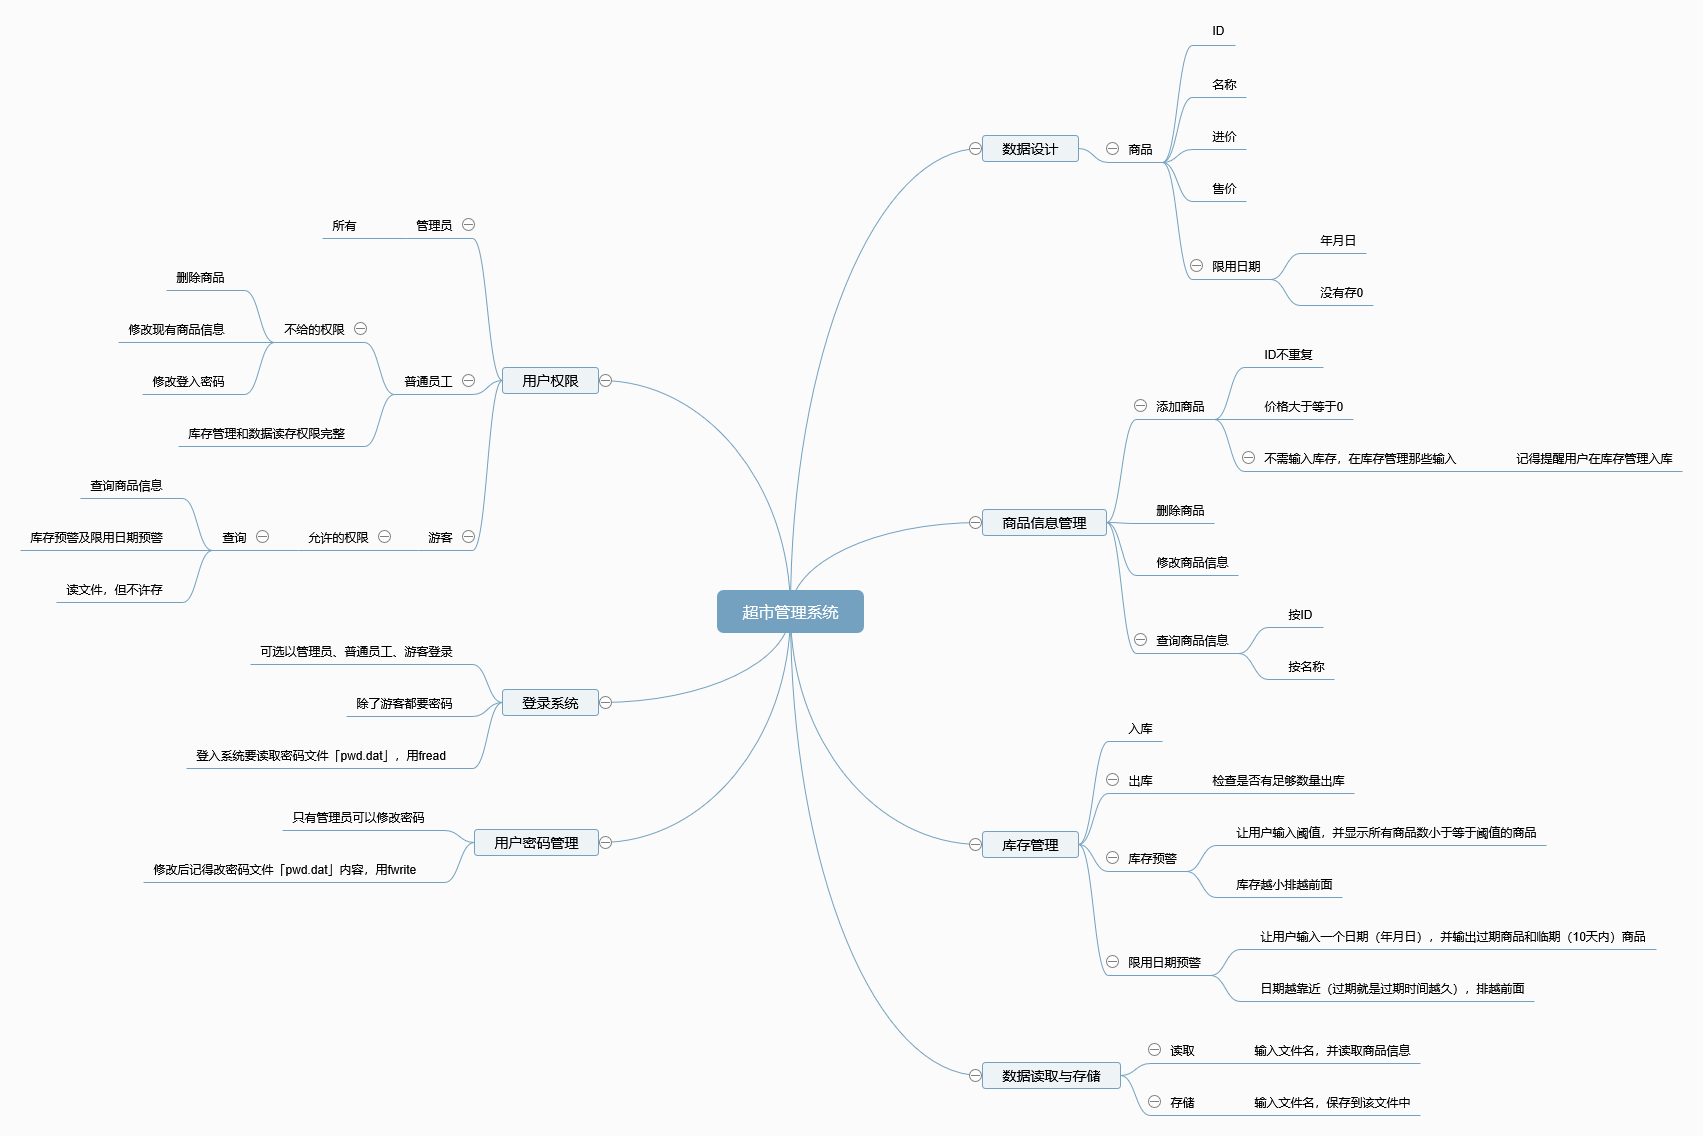 超市管理系统
数据设计
商品
ID
名称
进价
售价
限用日期
年月日
没有存0
商品信息管理
添加商品
ID不重复
价格大于等于0
不需输入库存，在库存管理那些输入
记得提醒用户在库存管理入库
删除商品
修改商品信息
查询商品信息
按ID
按名称
库存管理
入库
出库
检查是否有足够数量出库
库存预警
让用户输入阈值，并显示所有商品数小于等于阈值的商品
库存越小排越前面
限用日期预警
让用户输入一个日期（年月日），并输出过期商品和临期（10天内）商品
日期越靠近（过期就是过期时间越久），排越前面
数据读取与存储
读取
输入文件名，并读取商品信息
存储
输入文件名，保存到该文件中
用户权限
管理员
所有
普通员工
不给的权限
删除商品
修改现有商品信息
修改登入密码
库存管理和数据读存权限完整
游客
允许的权限
查询
查询商品信息
库存预警及限用日期预警
读文件，但不许存
登录系统
可选以管理员、普通员工、游客登录
除了游客都要密码
登入系统要读取密码文件「pwd.dat」，用fread
用户密码管理
只有管理员可以修改密码
修改后记得改密码文件「pwd.dat」内容，用fwrite